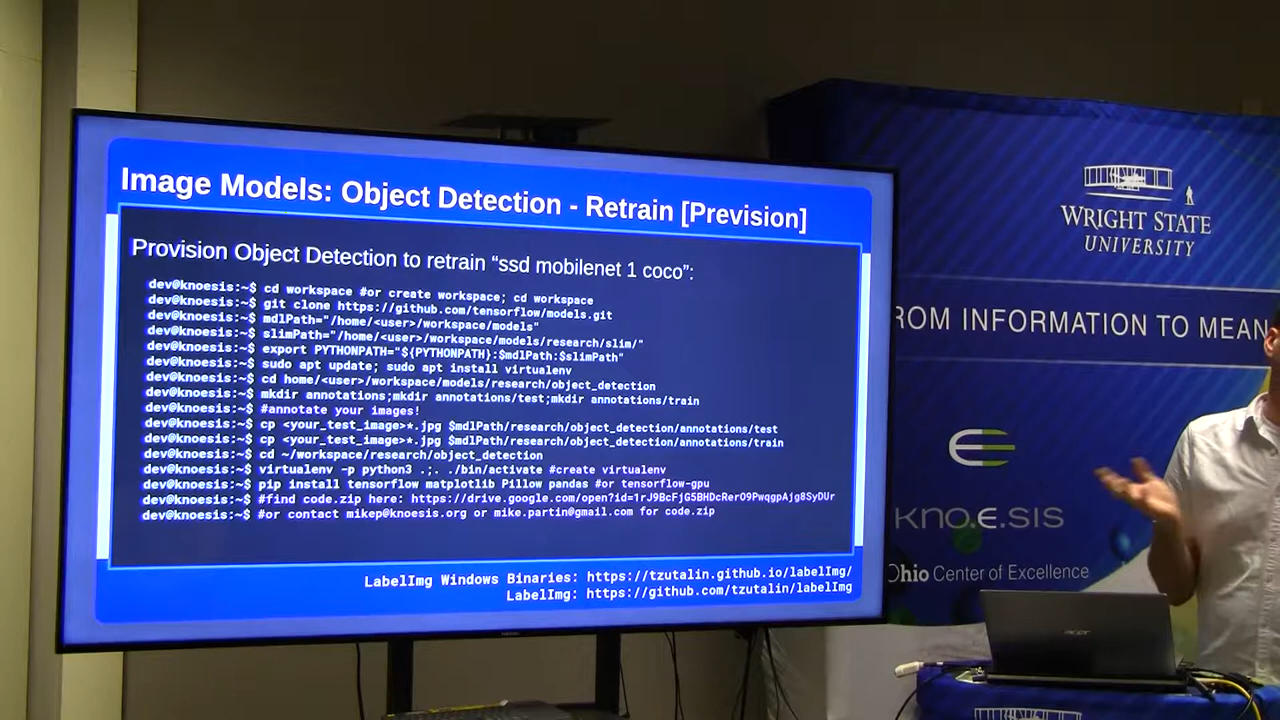 Image Models: Object Detection - Retrain [Prevision]
Provision Object Detection to retrain “ssd mobilenet 1 coco”:
dev@knoesis:~$ cd workspace #or create workspace; cd workspace
dev@knoesis:~$ git clone https://github.com/tensorflow/models.git
dev@knoesis:~$ mdlPath="/home/<user>/workspace/models"
dev@knoesis:~$ slimPath="/home/<user>/workspace/models/research/slim/"
dev@knoesis:~$ export PYTHONPATH="${PYTHONPATH}:$mdlPath:$slimPath"
dev@knoesis:~$ sudo apt update; sudo apt install virtualenv
dev@knoesis:~$ cd home/<user>/workspace/models/research/object_detection
dev@knoesis:~$ mkdir annotations;mkdir annotations/test;mkdir annotations/train
dev@knoesis:~$ #annotate your images!
dev@knoesis:~$ cp <your_test_image>*.jpg $mdlPath/research/object_detection/annotations/test
dev@knoesis:~$ cp <your_test_image>*.jpg $mdlPath/research/object_detection/annotations/train
dev@knoesis:~$ cd ~/workspace/research/object_detection
dev@knoesis:~$ virtualenv -p python3 .;. ./bin/activate #create virtualenv
dev@knoesis:~$ pip install tensorflow matplotlib Pillow pandas #or tensorflow-gpu
dev@knoesis:~$ #find code.zip here: https://drive.google.com/open?id=1rJ9BcFjG5BHDcRerO9PwqgpAjg8SyDUr
dev@knoesis:~$ #or contact mikep@knoesis.org or mike.partin@gmail.com for code.zip
LabelImg Windows Binaries: https://tzutalin.github.io/labelImg/
LabelImg: https://github.com/tzutalin/labelImg
WRIGHT STATE
UNIVERSITY
ROM INFORMATION TO MEAN
KNO.E.SIS
Ohio Center of Excellence
acer